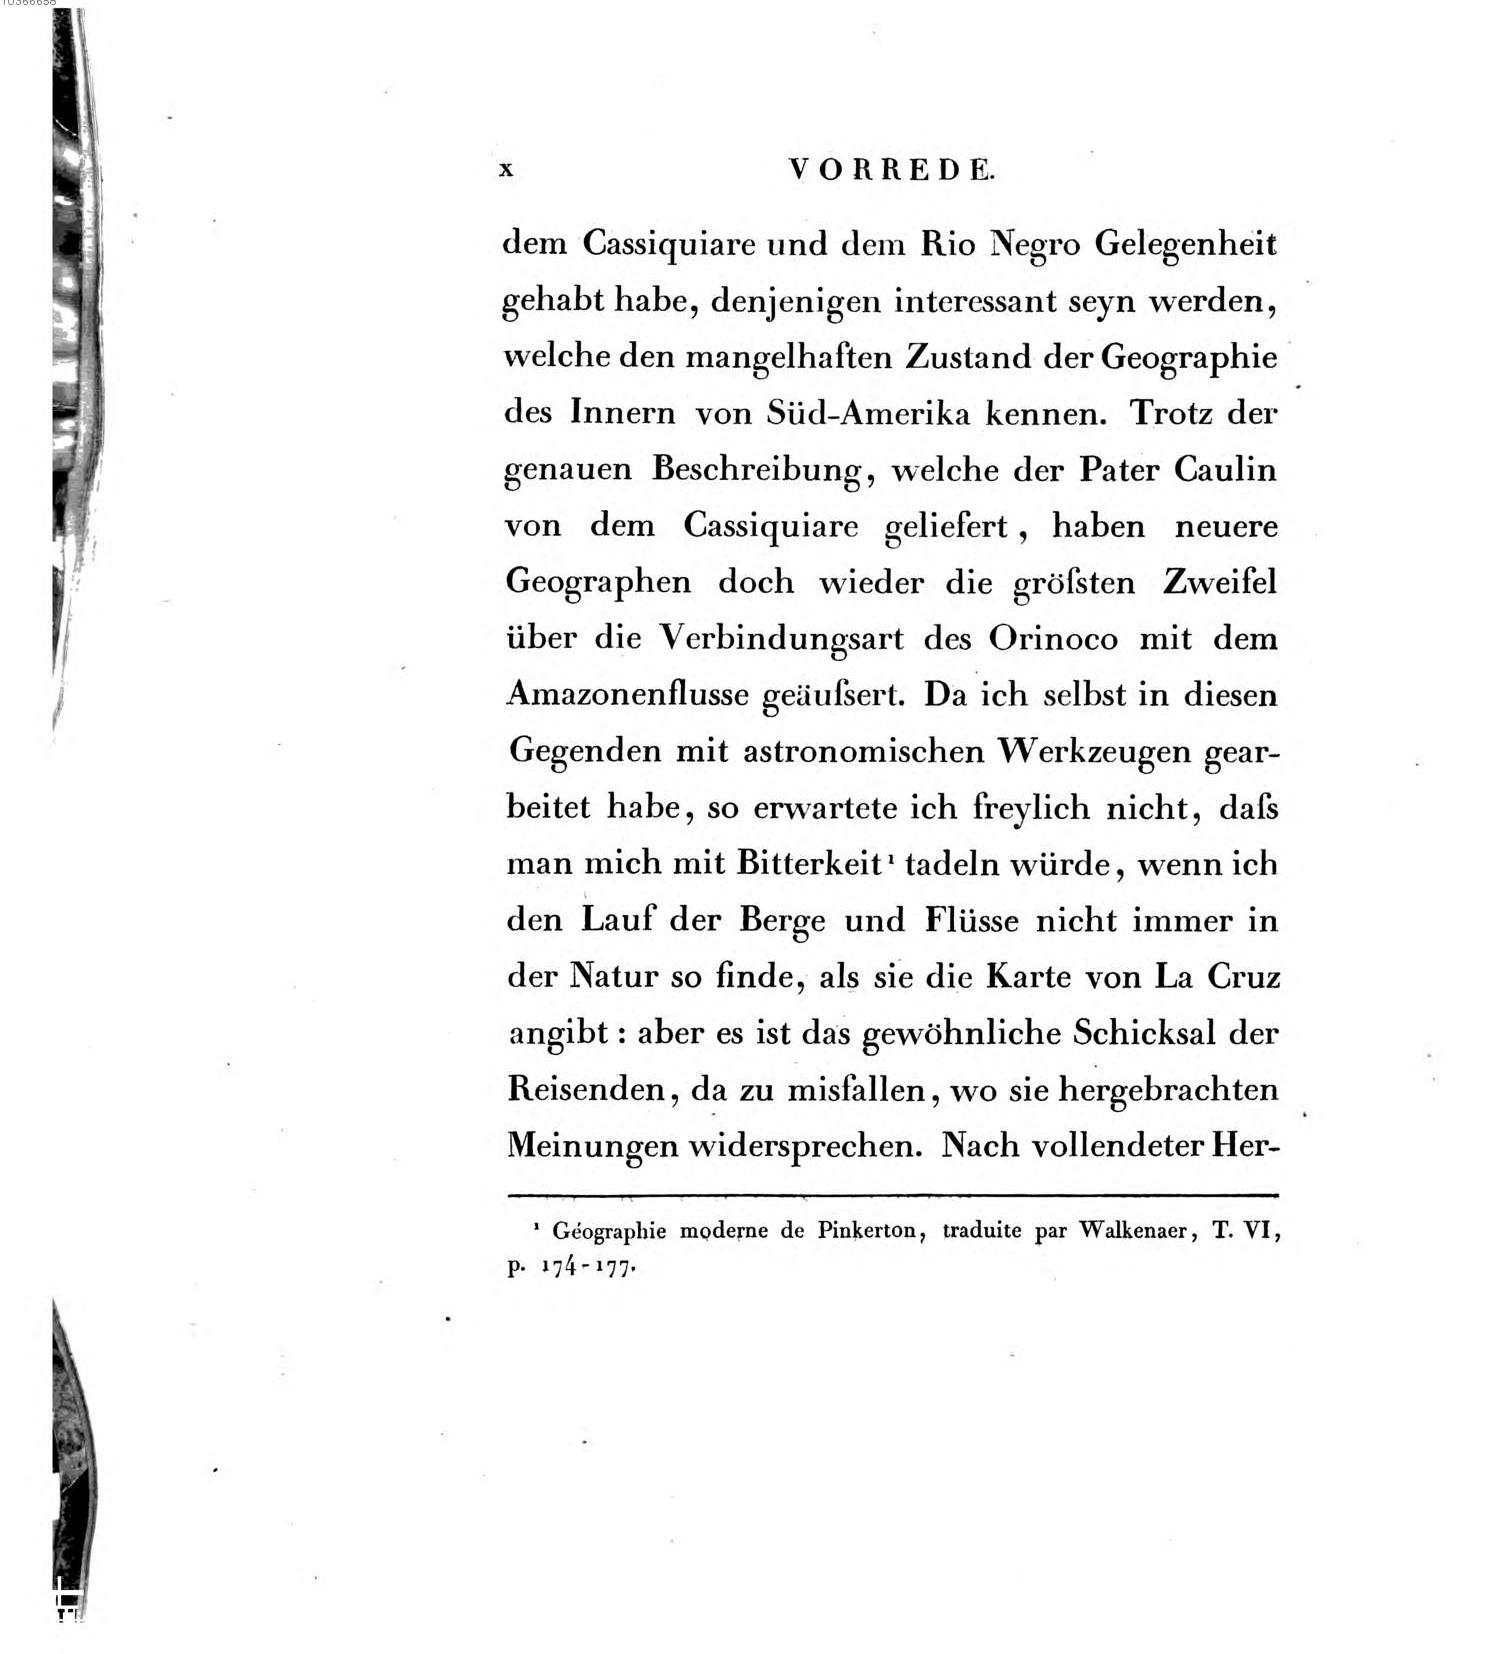 10366658
x VORREDE.
dem Cassiquiare und dem Rio Negro Gelegenheit
gehabt habe, denjenigen interessant seyn werden,
welche den mangelhaften Zustand der Geographie
des Innern von Süd-Amerika kennen. Trotz der
genauen Beschreibung, welche der Pater Caulin
von dem Cassiquiare geliefert, haben neuere
Geographen doch wieder die gröſsten Zweifel
über die Verbindungsart des Orinoco mit dem
Amazonenflusse geäuſsert. Da ich selbst in diesen
Gegenden mit astronomischen Werkzeugen gear-
beitet habe, so erwartete ich freylich nicht, daſs
man mich mit Bitterkeit¹ tadeln würde, wenn ich
den Lauf der Berge und Flüsse nicht immer in
der Natur so finde, als sie die Karte von La Cruz
angibt : aber es ist das gewöhnliche Schicksal der
Reisenden, da zu misfallen, wo sie hergebrachten
Meinungen widersprechen. Nach vollendeter Her-
¹ Géographie moderne de Pinkerton, traduite par Walkenaer, T. VI,
p. 174-177.